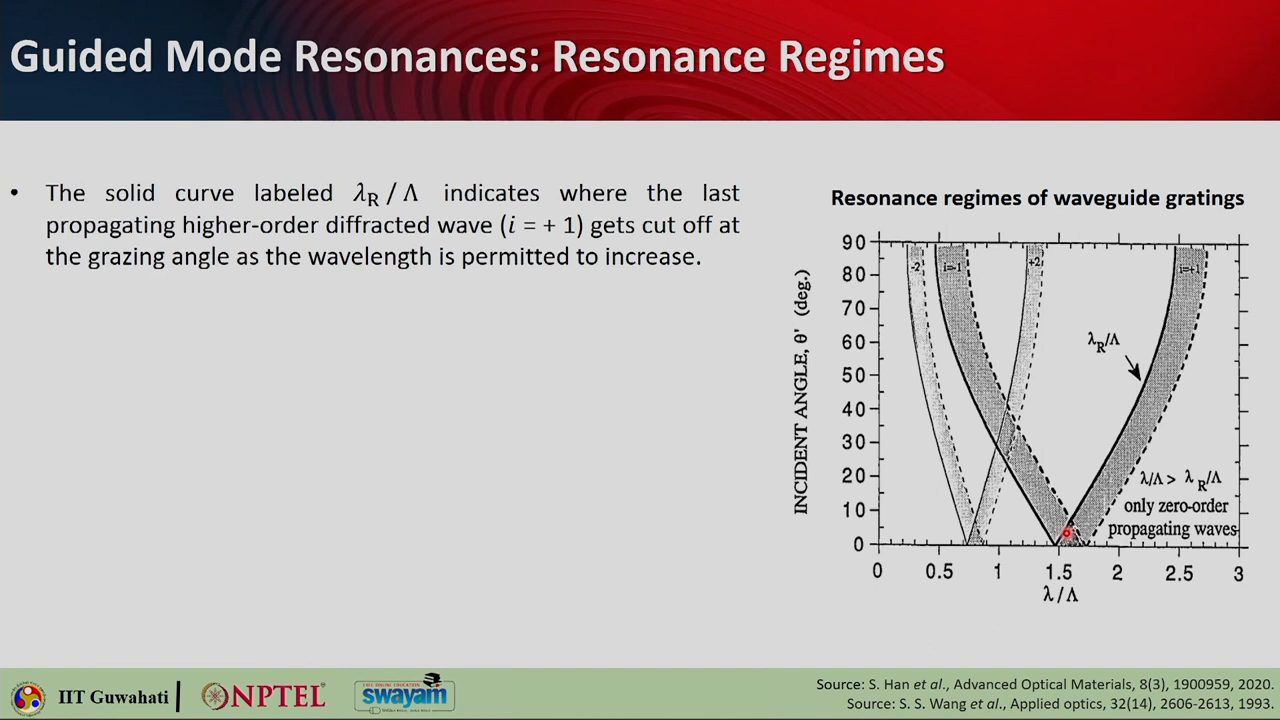 Guided Mode Resonances: Resonance Regimes
• The solid curve labeled λR / Λ indicates where the last
propagating higher-order diffracted wave (i = + 1) gets cut off at
the grazing angle as the wavelength is permitted to increase.
Resonance regimes of waveguide gratings
INCIDENT ANGLE, θ' (deg.)
90
80
70
60
50
40
30
20
10
0
-2
i=-1
+2
i=+1
λR/Λ
λ/Λ > λR/Λ
only zero-order
propagating waves
0 0.5 1 1.5 2 2.5 3
λ / Λ
IIT Guwahati
NPTEL
swayam
Source: S. Han et al., Advanced Optical Materials, 8(3), 1900959, 2020.
Source: S. S. Wang et al., Applied optics, 32(14), 2606-2613, 1993.